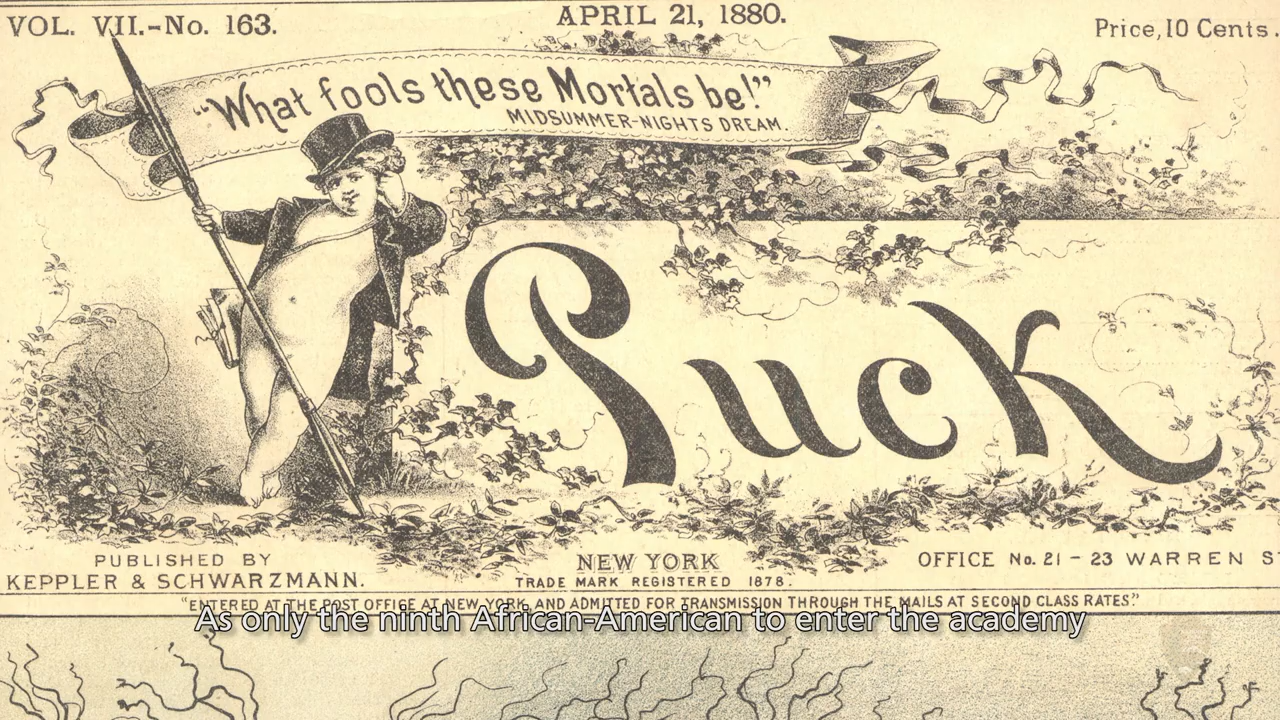 VOL. VII.-No. 163.
APRIL 21, 1880.
Price, 10 Cents.
"What fools these Mortals be!"
MIDSUMMER-NIGHTS DREAM.
Puck
PUBLISHED BY
KEPPLER & SCHWARZMANN.
NEW YORK
TRADE MARK REGISTERED 1878.
OFFICE No. 21 - 23 WARREN S
"ENTERED AT THE POST OFFICE AT NEW YORK, AND ADMITTED FOR TRANSMISSION THROUGH THE MAILS AT SECOND CLASS RATES."
As only the ninth African-American to enter the academy